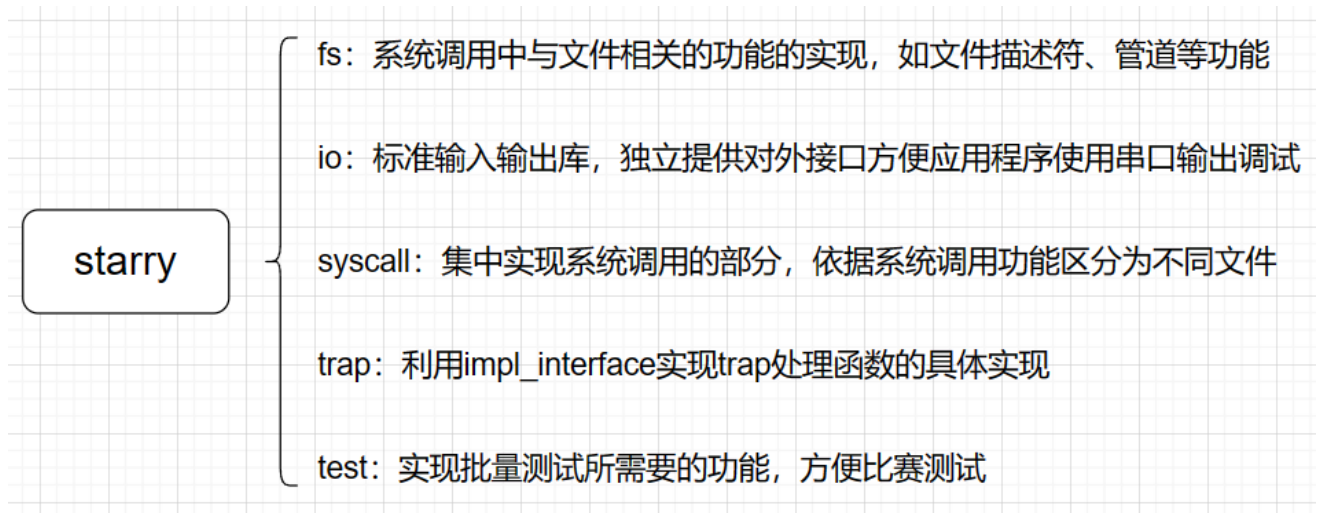 fs：系统调用中与文件相关的功能的实现，如文件描述符、管道等功能
io：标准输入输出库，独立提供对外接口方便应用程序使用串口输出调试
starry
syscall：集中实现系统调用的部分，依据系统调用功能区分为不同文件
trap：利用impl_interface实现trap处理函数的具体实现
test：实现批量测试所需要的功能，方便比赛测试